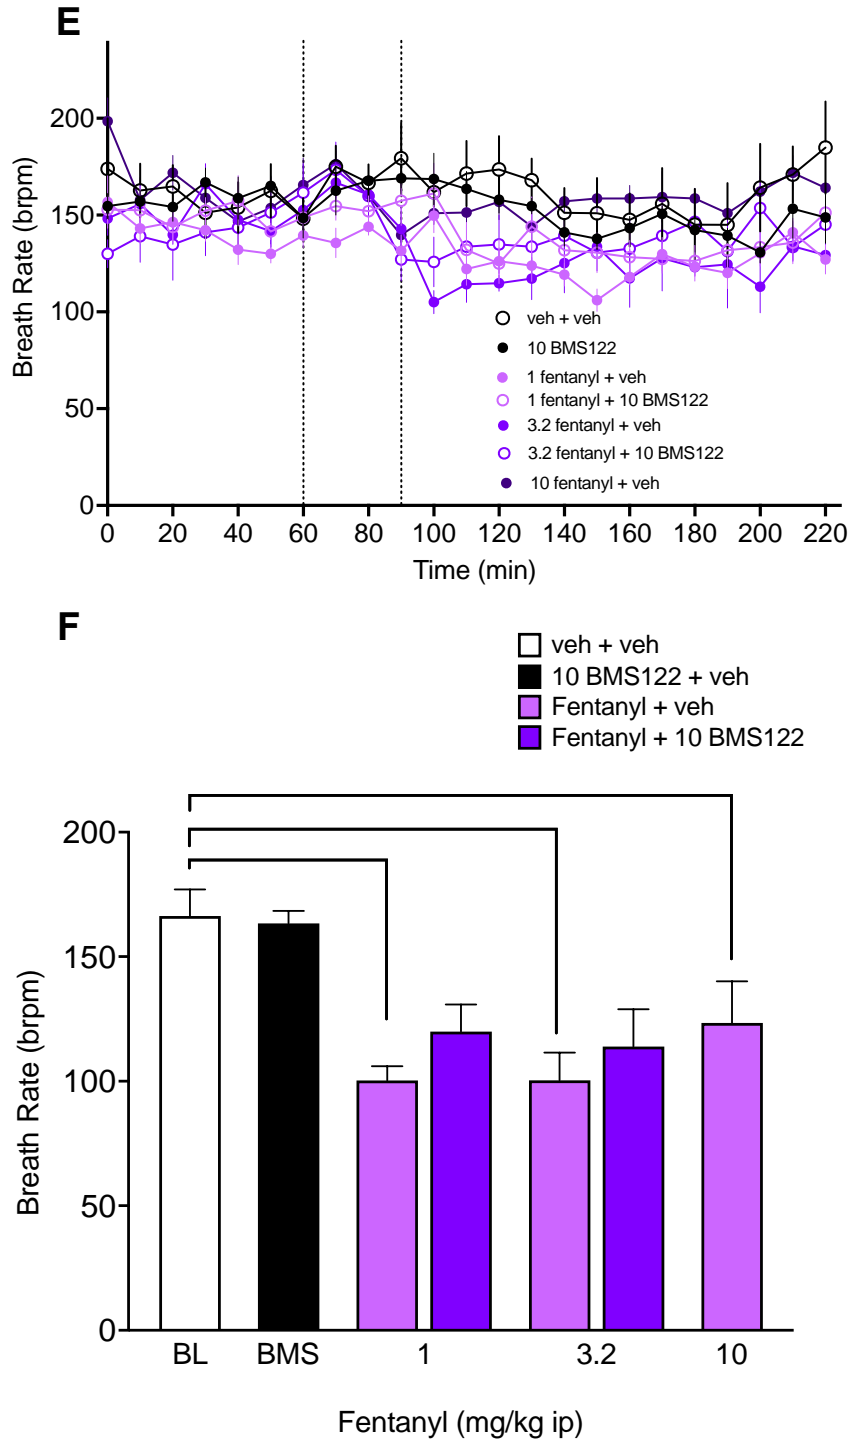 E
Breath Rate (brpm)
200
150
100
50
0
veh + veh
10 BMS122
1 fentanyl + veh
1 fentanyl + 10 BMS122
3.2 fentanyl + veh
3.2 fentanyl + 10 BMS122
10 fentanyl + veh
0 20 40 60 80 100 120 140 160 180 200 220
Time (min)
F
veh + veh
10 BMS122 + veh
Fentanyl + veh
Fentanyl + 10 BMS122
Breath Rate (brpm)
200
150
100
50
0
BL BMS 1 3.2 10
Fentanyl (mg/kg ip)